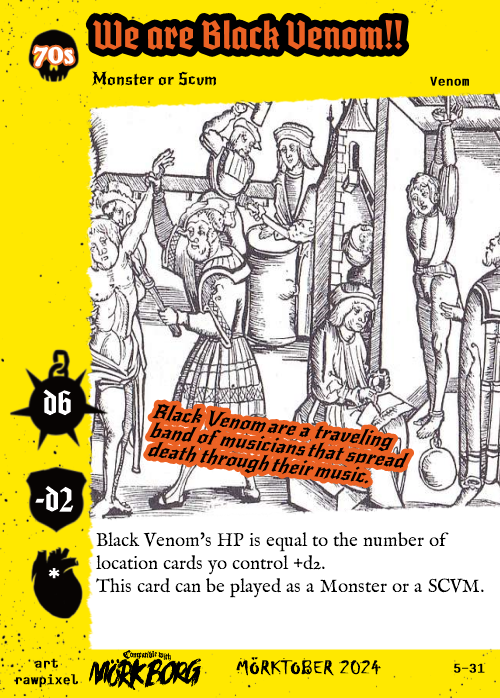 We are Black Venom!!
70s
Monster or Scvm
Venom
Black Venom are a traveling
band of musicians that spread
death through their music.
2
d6
-d2
*
Black Venom's HP is equal to the number of
location cards yo control +d2.
This card can be played as a Monster or a SCVM.
art
rawpixel
Compatible with
MÖRK BORG
MÖRKTOBER 2024
5-31